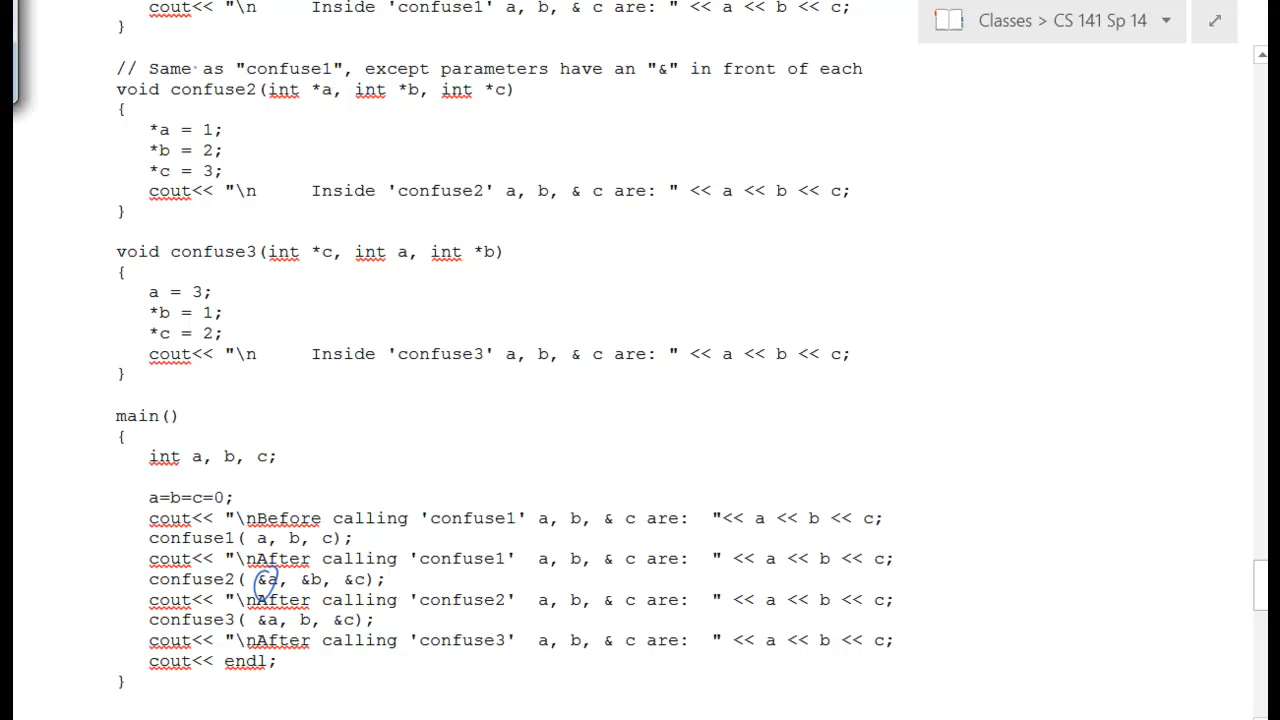 cout<< "\n     Inside 'confuse1' a, b, & c are: " << a << b << c;
Classes > CS 141 Sp 14
}
// Same as "confuse1", except parameters have an "&" in front of each
void confuse2(int *a, int *b, int *c)
{
*a = 1;
*b = 2;
*c = 3;
cout<< "\n     Inside 'confuse2' a, b, & c are: " << a << b << c;
}
void confuse3(int *c, int a, int *b)
{
a = 3;
*b = 1;
*c = 2;
cout<< "\n     Inside 'confuse3' a, b, & c are: " << a << b << c;
}
main()
{
int a, b, c;
a=b=c=0;
cout<< "\nBefore calling 'confuse1' a, b, & c are:  "<< a << b << c;
confuse1( a, b, c);
cout<< "\nAfter calling 'confuse1'  a, b, & c are:  " << a << b << c;
confuse2( &a, &b, &c);
cout<< "\nAfter calling 'confuse2'  a, b, & c are:  " << a << b << c;
confuse3( &a, b, &c);
cout<< "\nAfter calling 'confuse3'  a, b, & c are:  " << a << b << c;
cout<< endl;
}